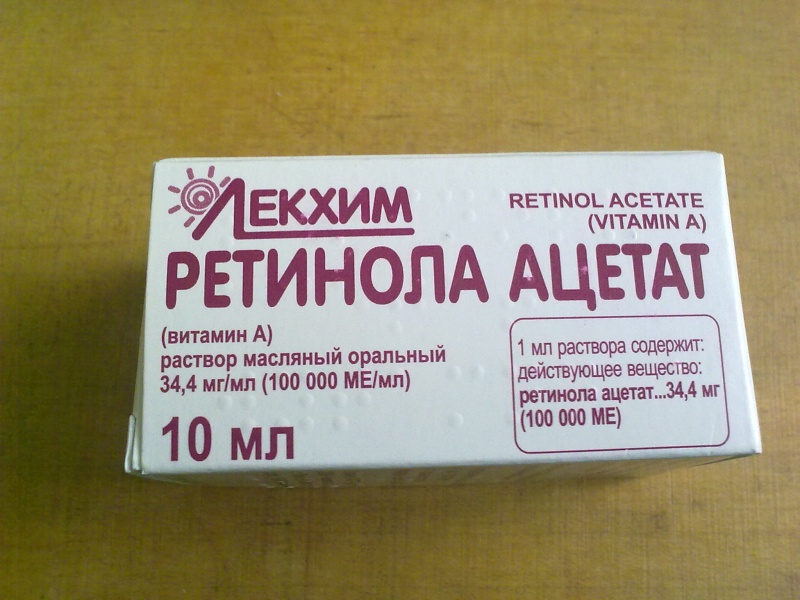 ЛЕКХИМ
RETINOL ACETATE
(VITAMIN A)
РЕТИНОЛА АЦЕТАТ
(витамин А)
раствор масляный оральный
34,4 мг/мл (100 000 МЕ/мл)
10 мл
1 мл раствора содержит:
действующее вещество:
ретинола ацетат...34,4 мг
(100 000 МЕ)